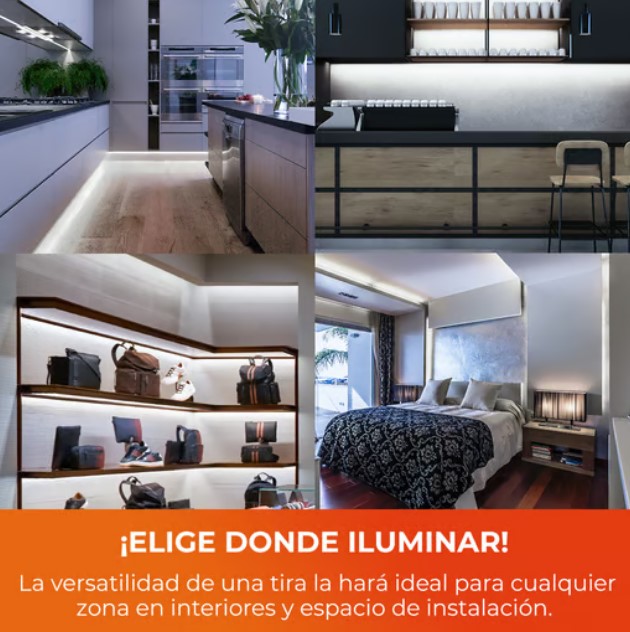 ¡ELIGE DONDE ILUMINAR!
La versatilidad de una tira la hará ideal para cualquier
zona en interiores y espacio de instalación.